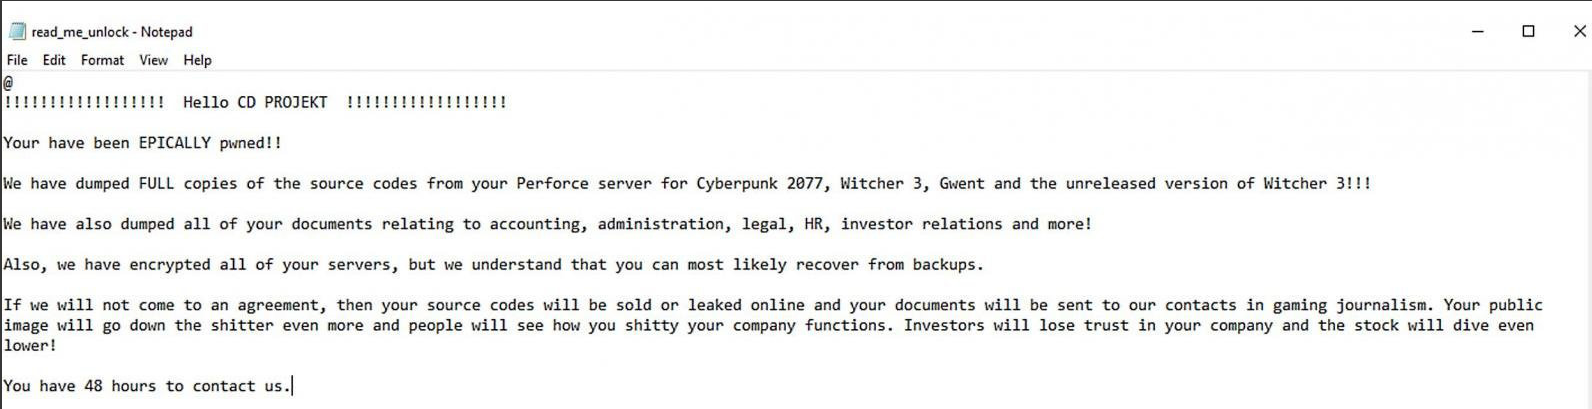 read_me_unlock - Notepad
File Edit Format View Help
@
!!!!!!!!!!!!!!!!!! Hello CD PROJEKT !!!!!!!!!!!!!!!!!!
Your have been EPICALLY pwned!!
We have dumped FULL copies of the source codes from your Perforce server for Cyberpunk 2077, Witcher 3, Gwent and the unreleased version of Witcher 3!!!
We have also dumped all of your documents relating to accounting, administration, legal, HR, investor relations and more!
Also, we have encrypted all of your servers, but we understand that you can most likely recover from backups.
If we will not come to an agreement, then your source codes will be sold or leaked online and your documents will be sent to our contacts in gaming journalism. Your public
image will go down the shitter even more and people will see how you shitty your company functions. Investors will lose trust in your company and the stock will dive even
lower!
You have 48 hours to contact us.